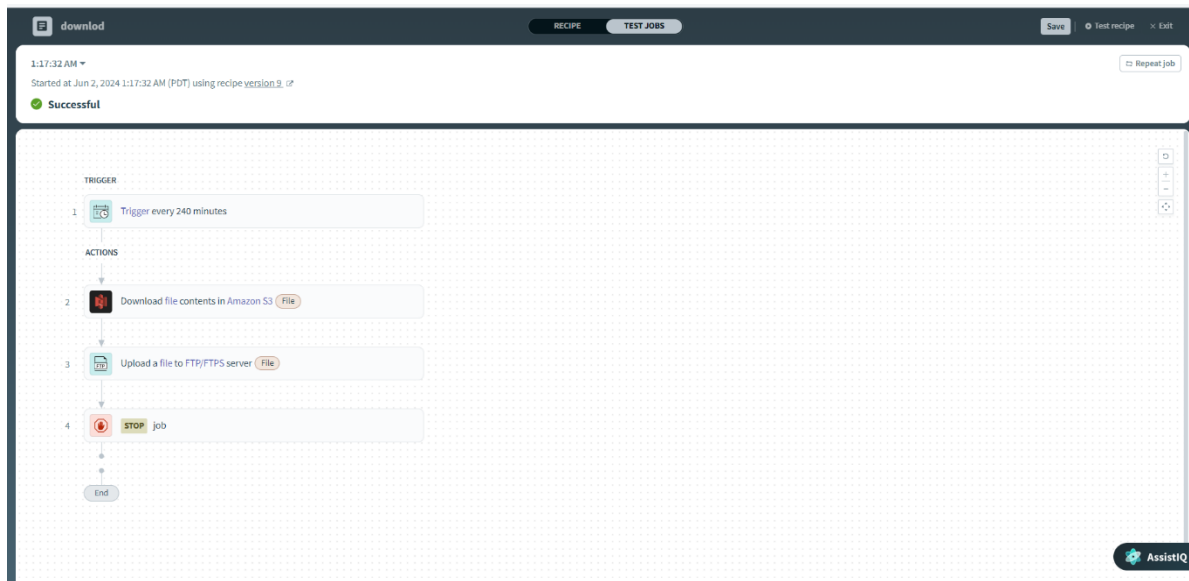 downlod
RECIPE
TEST JOBS
Save
Test recipe
Exit
1:17:32 AM
Repeat job
Started at Jun 2, 2024 1:17:32 AM (PDT) using recipe version 9
Successful
TRIGGER
1 Trigger every 240 minutes
ACTIONS
2 Download file contents in Amazon S3 File
3 Upload a file to FTP/FTPS server File
4 STOP job
End
AssistIQ